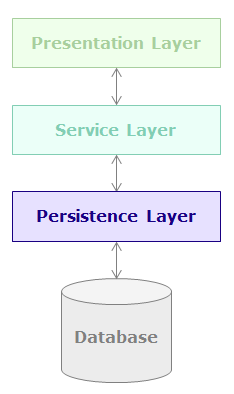 Presentation Layer
Service Layer
Persistence Layer
Database